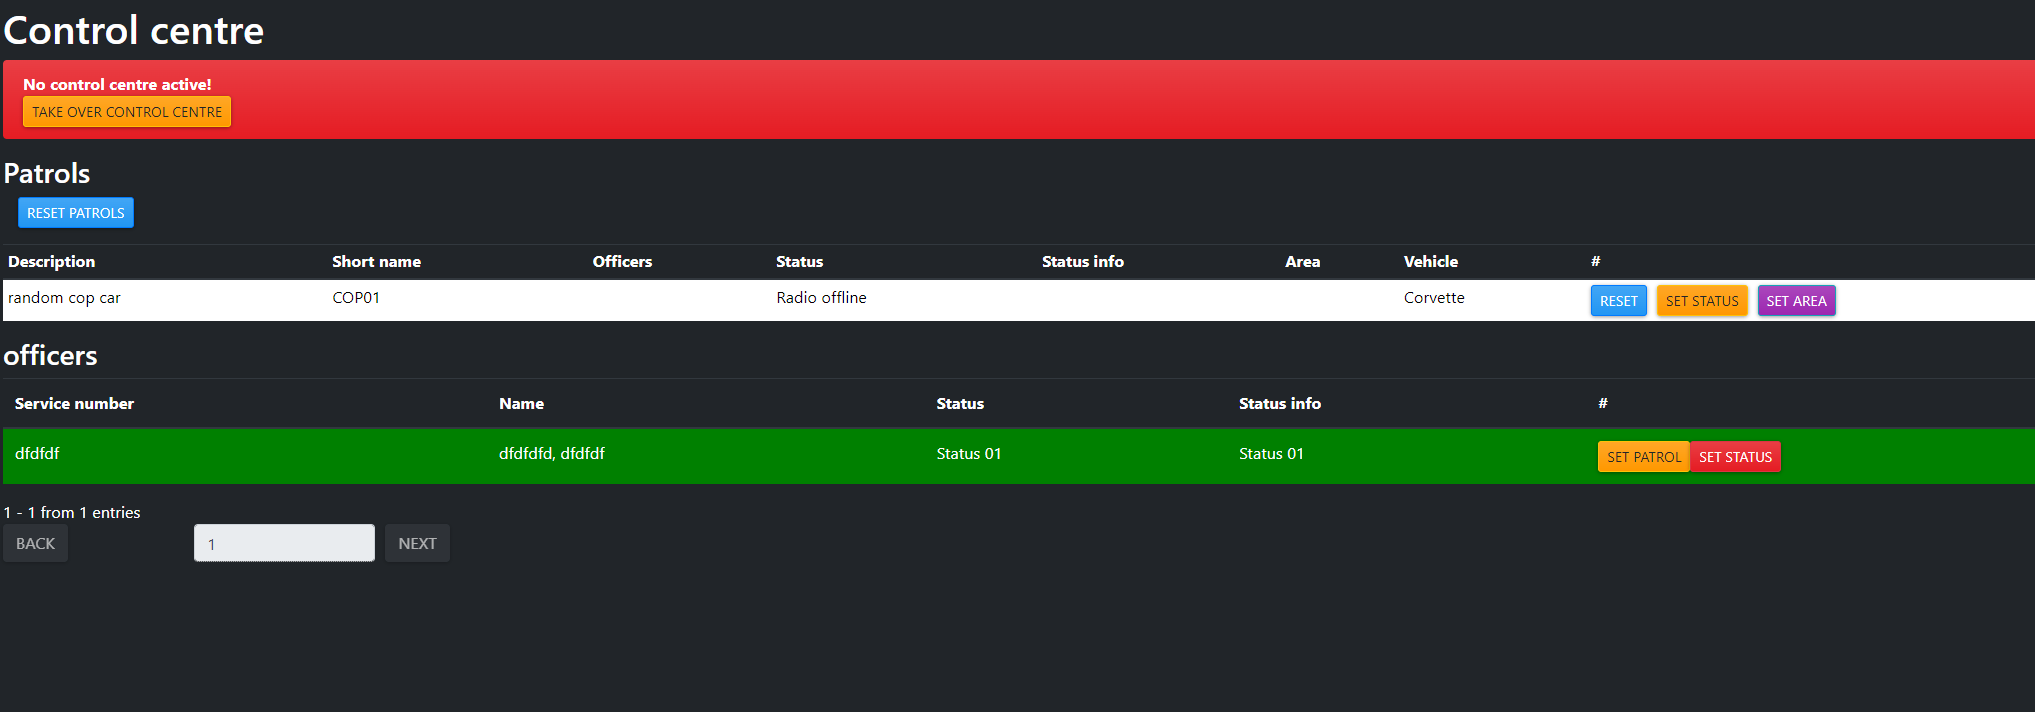 Control centre
No control centre active!
TAKE OVER CONTROL CENTRE
Patrols
RESET PATROLS
Description Short name Officers Status Status info Area Vehicle #
random cop car COP01 Radio offline Corvette RESET SET STATUS SET AREA
officers
Service number Name Status Status info #
dfdfdf dfdfdfd, dfdfdf Status 01 Status 01 SET PATROL SET STATUS
1 - 1 from 1 entries
BACK 1 NEXT